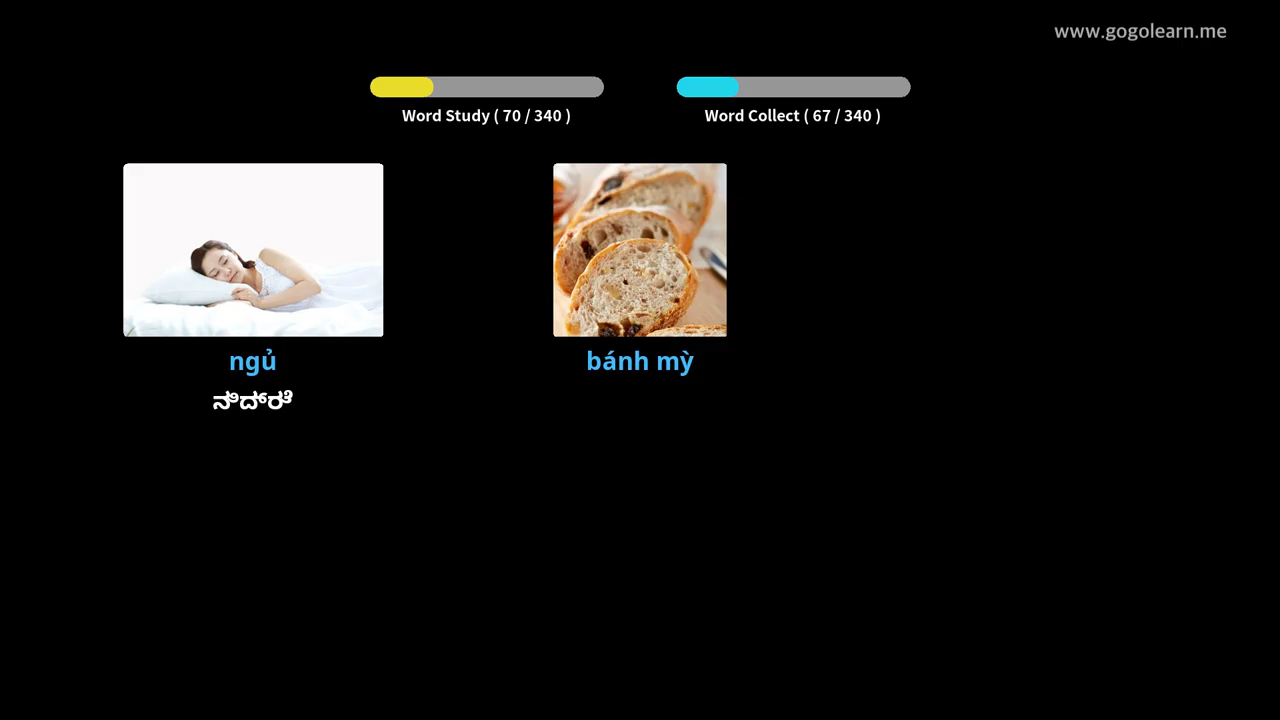 www.gogolearn.me
Word Study ( 70 / 340 )
Word Collect ( 67 / 340 )
ngủ
bánh mỳ
ನಿದ್ರೆ